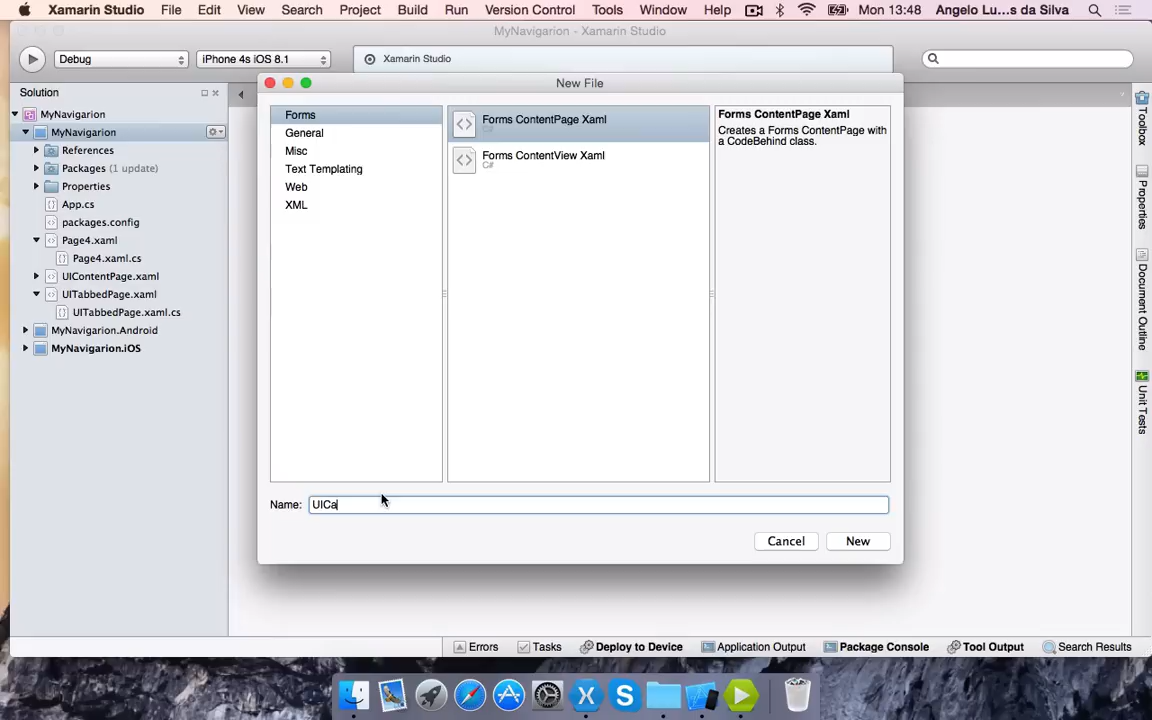 Xamarin Studio File Edit View Search Project Build Run Version Control Tools Window Help Mon 13:48 Angelo Lu...s da Silva
MyNavigarion - Xamarin Studio
Debug
iPhone 4s iOS 8.1
Xamarin Studio
Solution
MyNavigarion
MyNavigarion
References
Packages (1 update)
Properties
App.cs
packages.config
Page4.xaml
Page4.xaml.cs
UIContentPage.xaml
UITabbedPage.xaml
UITabbedPage.xaml.cs
MyNavigarion.Android
MyNavigarion.iOS
New File
Forms
General
Misc
Text Templating
Web
XML
Forms ContentPage Xaml
C#
Forms ContentView Xaml
C#
Forms ContentPage Xaml
Creates a Forms ContentPage with
a CodeBehind class.
Name: UICa
Cancel
New
Toolbox
Properties
Document Outline
Unit Tests
Errors Tasks Deploy to Device Application Output Package Console Tool Output Search Results